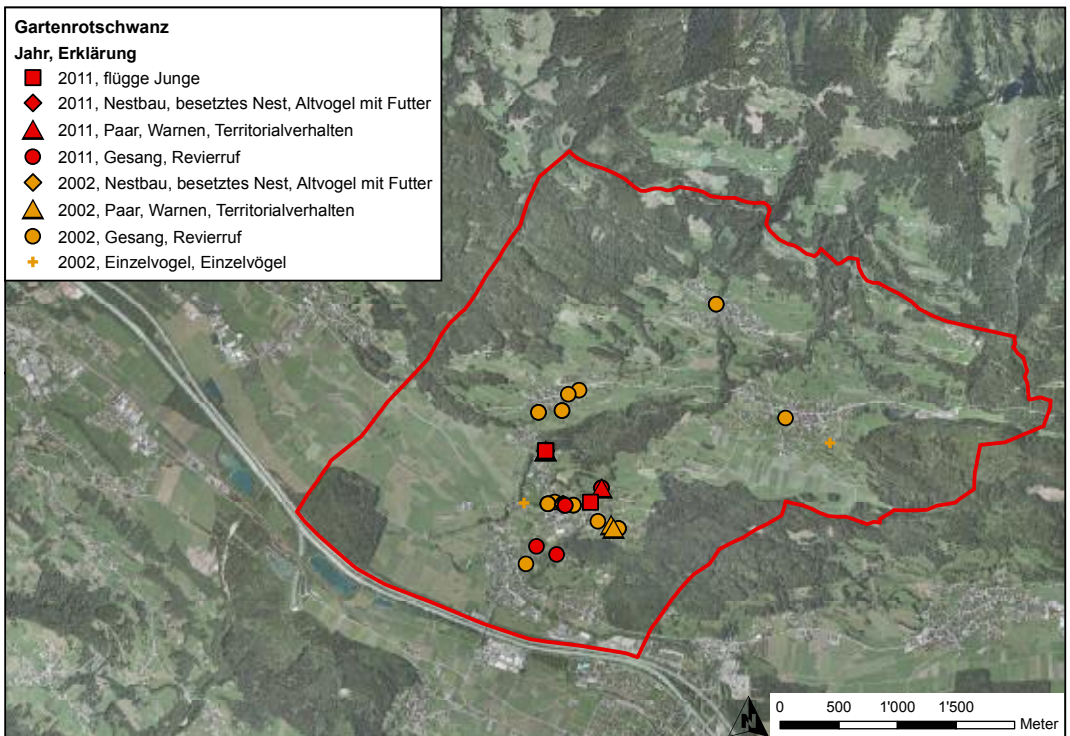 Gartenrotschwanz
Jahr, Erklärung
2011, flügge Junge
2011, Nestbau, besetztes Nest, Altvogel mit Futter
2011, Paar, Warnen, Territorialverhalten
2011, Gesang, Revierruf
2002, Nestbau, besetztes Nest, Altvogel mit Futter
2002, Paar, Warnen, Territorialverhalten
2002, Gesang, Revierruf
2002, Einzelvogel, Einzelvögel
N
0 500 1'000 1'500
Meter